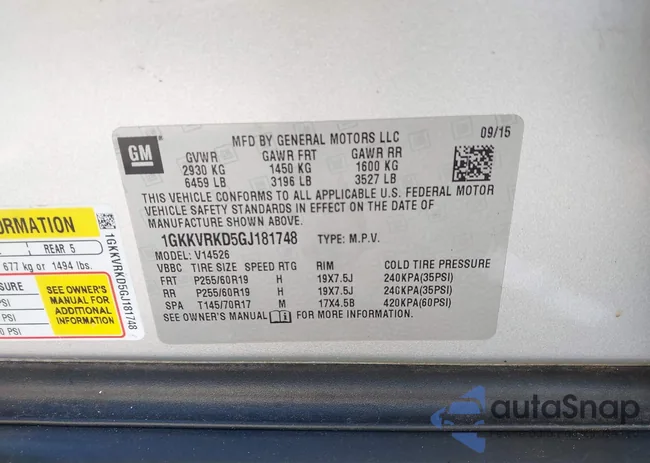 GM
MFD BY GENERAL MOTORS LLC 09/15
GVWR GAWR FRT GAWR RR
2930 KG 1450 KG 1600 KG
6459 LB 3196 LB 3527 LB
THIS VEHICLE CONFORMS TO ALL APPLICABLE U.S. FEDERAL MOTOR
VEHICLE SAFETY STANDARDS IN EFFECT ON THE DATE OF
MANUFACTURE SHOWN ABOVE.
1GKKVRKD5GJ181748 TYPE: M.P.V.
MODEL: V14526
VBBC TIRE SIZE SPEED RTG RIM COLD TIRE PRESSURE
FRT P255/60R19 H 19X7.5J 240KPA(35PSI)
RR P255/60R19 H 19X7.5J 240KPA(35PSI)
SPA T145/70R17 M 17X4.5B 420KPA(60PSI)
SEE OWNER'S MANUAL FOR MORE INFORMATION
ORMATION
REAR 5
677 kg or 1494 lbs.
SEE OWNER'S
MANUAL FOR
ADDITIONAL
INFORMATION
PSI
PSI
0 PSI
1GKKVRKD5GJ181748
autoSnap